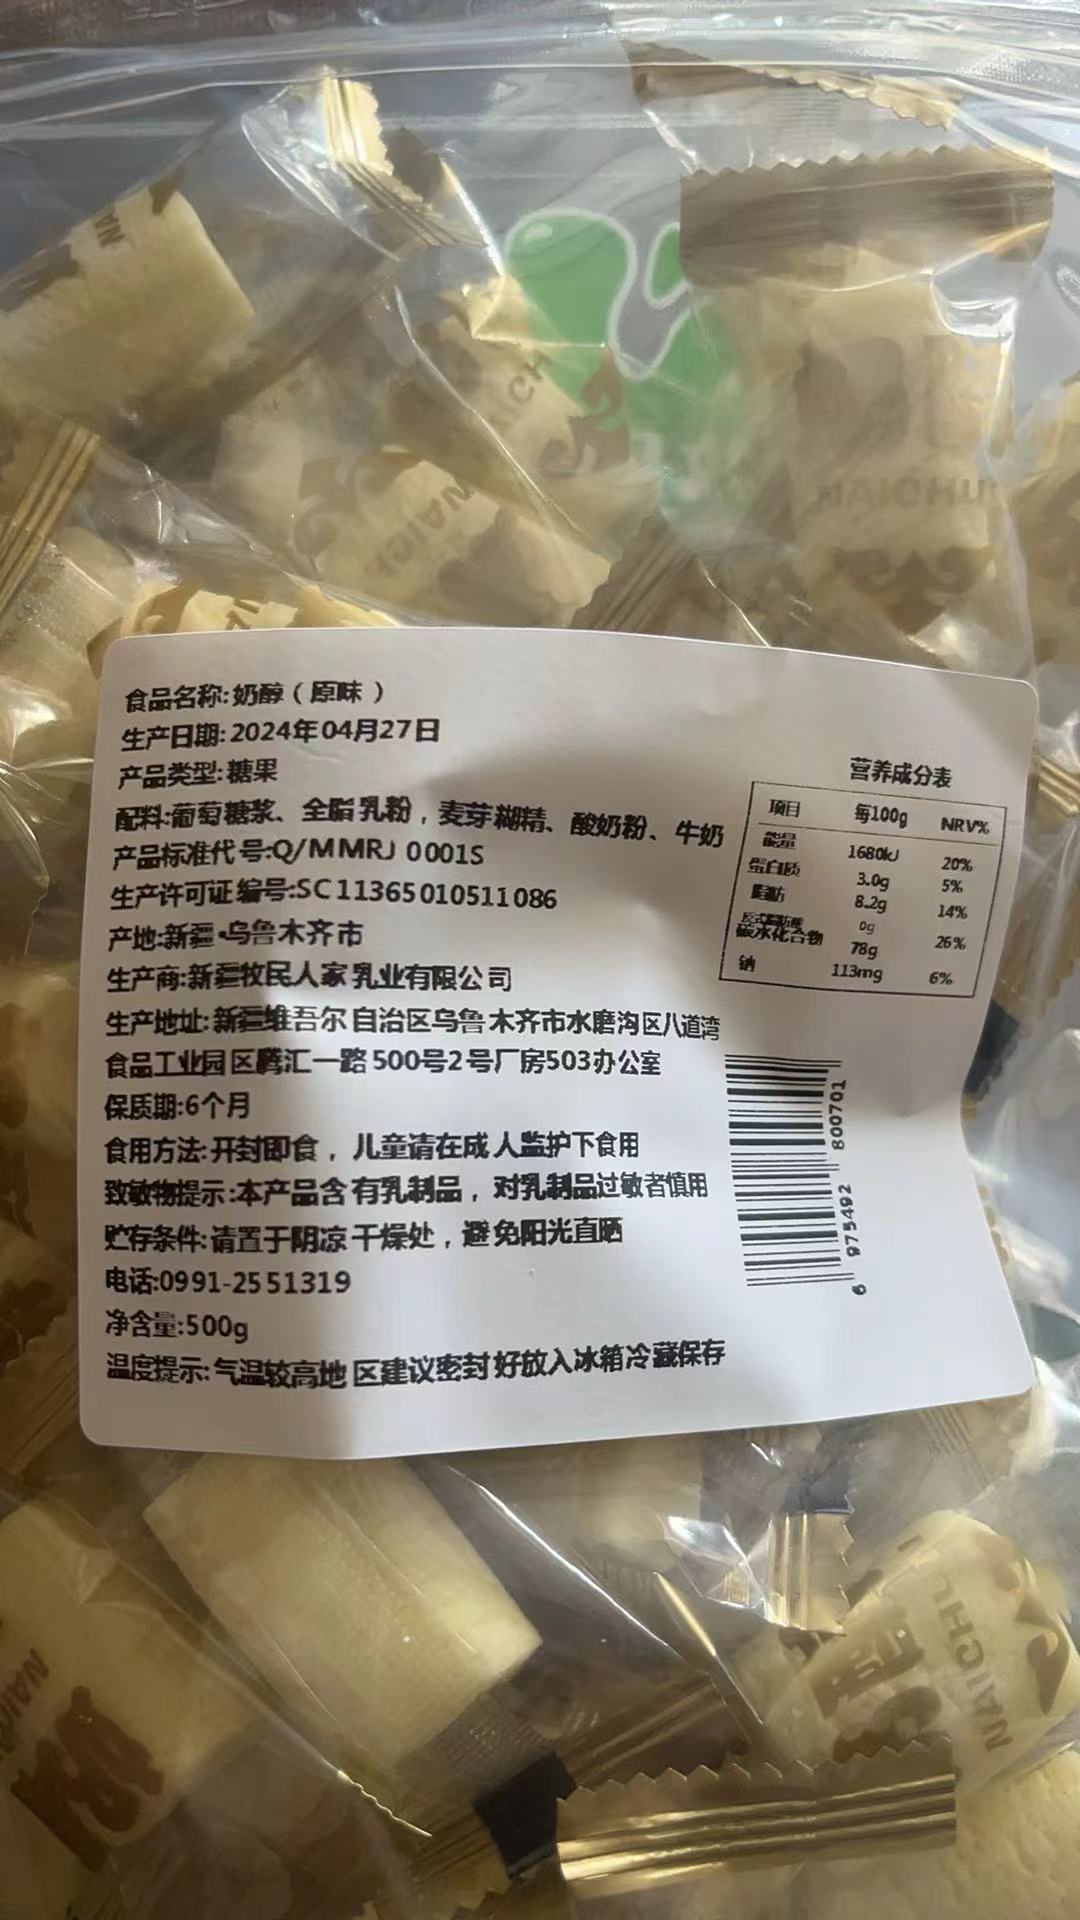 食品名称:奶醇（原味）
生产日期:2024年04月27日
产品类型:糖果
配料:葡萄糖浆、全脂乳粉，麦芽糊精、酸奶粉、牛奶
产品标准代号:Q/MMRJ 0001S
生产许可证编号:SC11365010511086
产地:新疆•乌鲁木齐市
生产商:新疆牧民人家乳业有限公司
生产地址:新疆维吾尔自治区乌鲁木齐市水磨沟区八道湾
食品工业园区腾汇一路500号2号厂房503办公室
保质期:6个月
食用方法:开封即食，儿童请在成人监护下食用
致敏物提示:本产品含有乳制品，对乳制品过敏者慎用
贮存条件:请置于阴凉干燥处，避免阳光直晒
电话:0991-2551319
净含量:500g
温度提示:气温较高地区建议密封好放入冰箱冷藏保存
营养成分表
项目 每100g NRV%
能量 1680kJ 20%
蛋白质 3.0g 5%
脂肪 8.2g 14%
反式脂肪酸 0g
碳水化合物 78g 26%
钠 113mg 6%
6 975492 800701
NAICHU
NAICHU